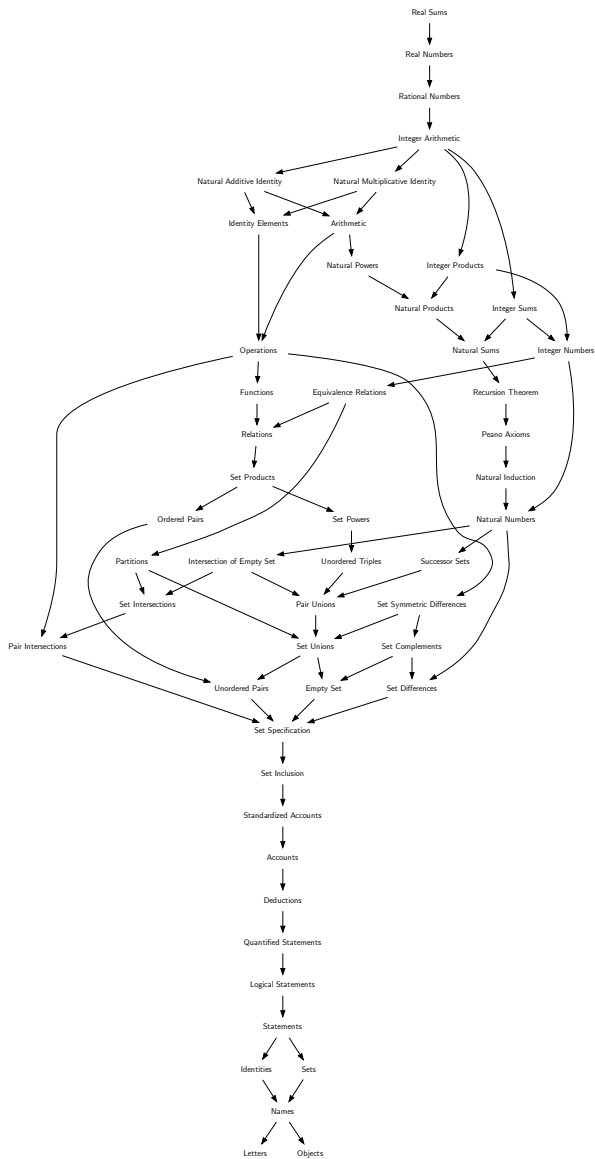 Real Sums
Real Numbers
Rational Numbers
Integer Arithmetic
Natural Additive Identity
Natural Multiplicative Identity
Identity Elements
Arithmetic
Natural Powers
Integer Products
Natural Products
Integer Sums
Operations
Natural Sums
Integer Numbers
Functions
Equivalence Relations
Recursion Theorem
Relations
Peano Axioms
Set Products
Natural Induction
Ordered Pairs
Set Powers
Natural Numbers
Partitions
Intersection of Empty Set
Unordered Triples
Successor Sets
Set Intersections
Pair Unions
Set Symmetric Differences
Pair Intersections
Set Unions
Set Complements
Unordered Pairs
Empty Set
Set Differences
Set Specification
Set Inclusion
Standardized Accounts
Accounts
Deductions
Quantified Statements
Logical Statements
Statements
Identities
Sets
Names
Letters
Objects